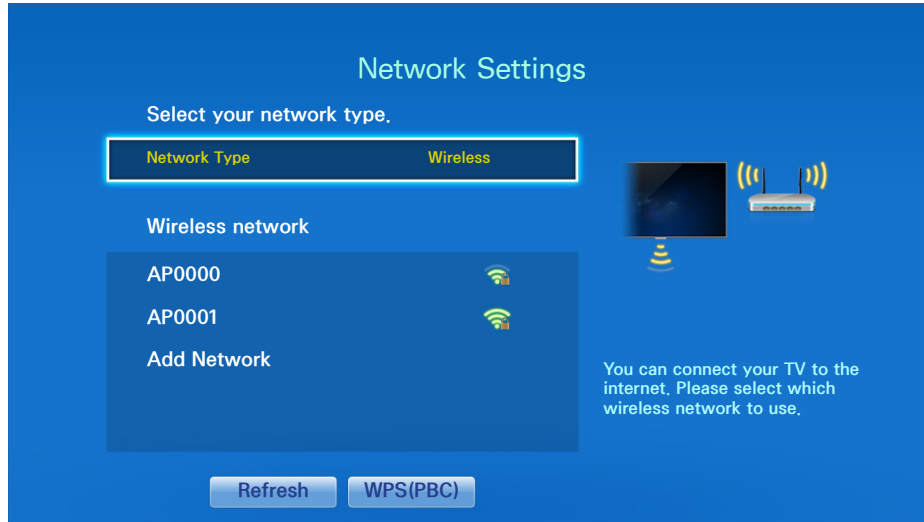 Network Settings
Select your network type.
Network Type Wireless
Wireless network
AP0000
AP0001
Add Network
You can connect your TV to the
internet. Please select which
wireless network to use.
Refresh WPS(PBC)